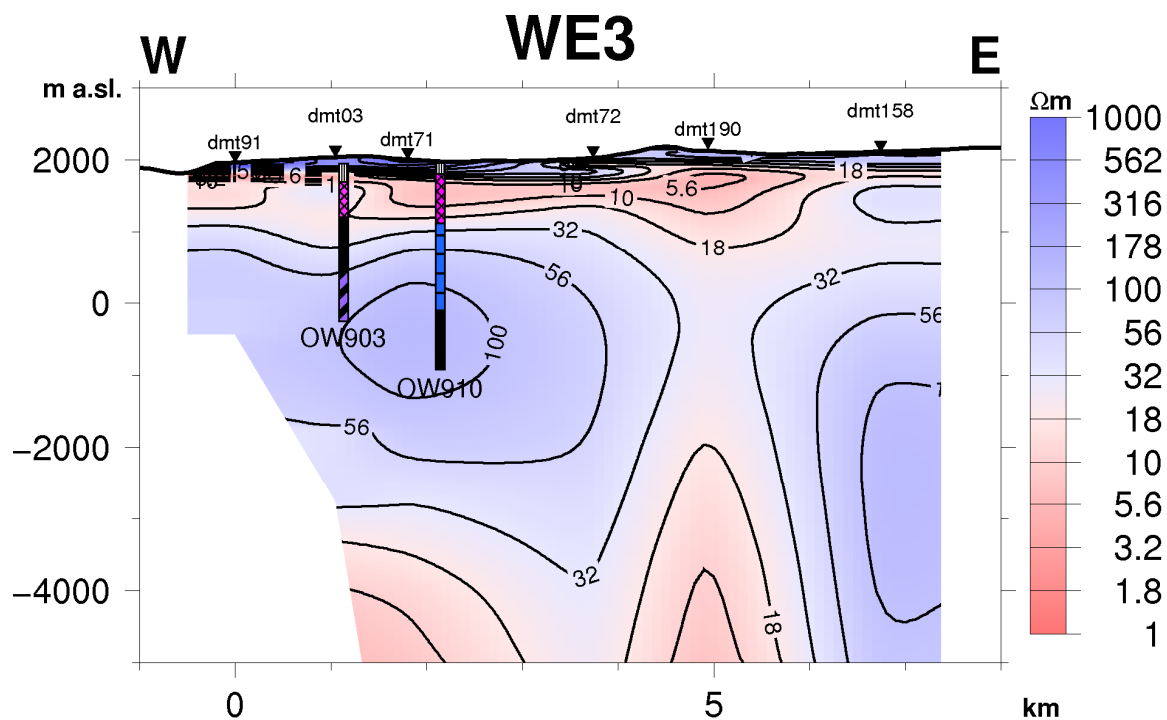 WE3
W
E
m a.sl.
dmt91
dmt03
dmt71
dmt72
dmt190
dmt158
Ωm
2000
0
−2000
−4000
5.6
18
10
10
18
32
56
100
56
32
18
32
56
OW903
OW910
1000
562
316
178
100
56
32
18
10
5.6
3.2
1.8
1
0
5
km